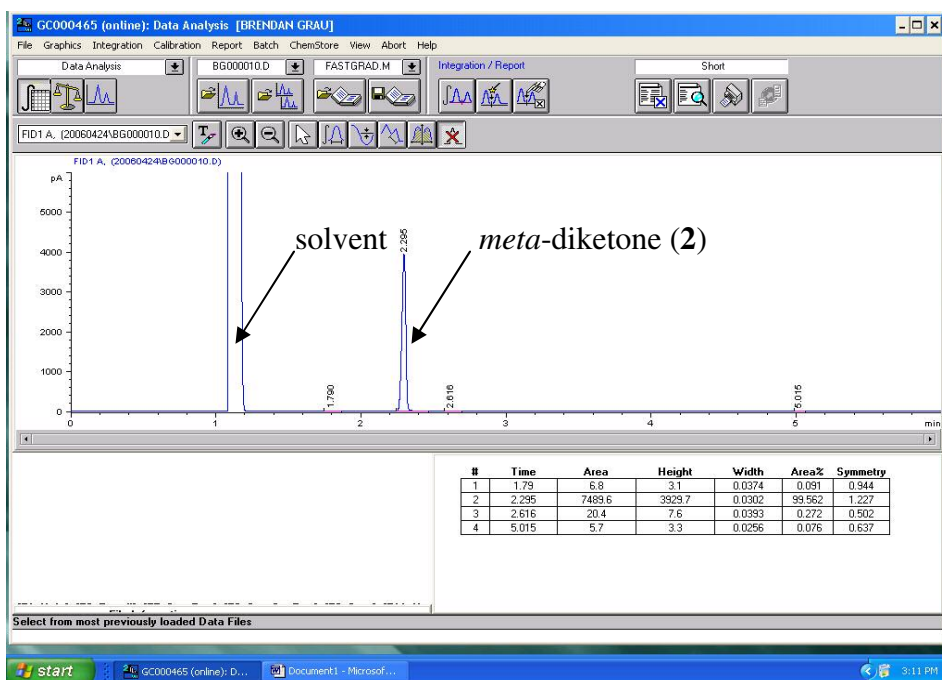 GC000465 (online): Data Analysis [BRENDAN GRAU]
File Graphics Integration Calibration Report Batch ChemStore View Abort Help
Data Analysis BG000010.D FASTGRAD.M Integration / Report Short
FID1 A, (20060424\BG000010.D
FID1 A, (20060424\BG000010.D)
pA
5000
4000
3000
2000
1000
0
solvent
2.295
meta-diketone (2)
1.790
2.616
5.015
0 1 2 3 4 5 min
# Time Area Height Width Area% Symmetry
1 1.79 6.8 3.1 0.0374 0.091 0.944
2 2.295 7489.6 3929.7 0.0302 99.562 1.227
3 2.616 20.4 7.6 0.0393 0.272 0.502
4 5.015 5.7 3.3 0.0256 0.076 0.637
Select from most previously loaded Data Files
start GC000465 (online): D... Document1 - Microsof... 3:11 PM